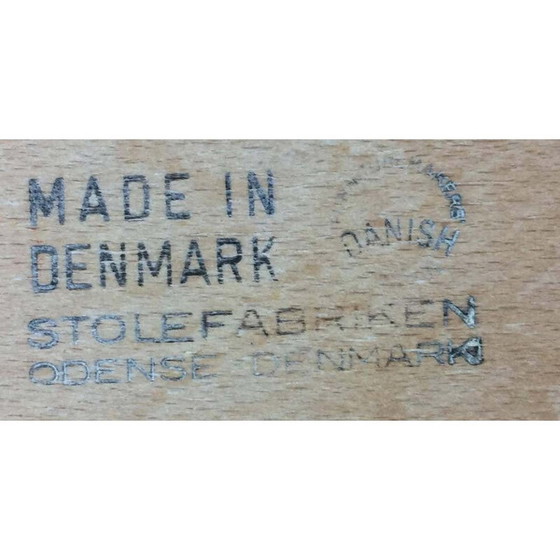 MADE IN
DENMARK
DANISH
STOLEFABRIKEN
ODENSE DENMARK